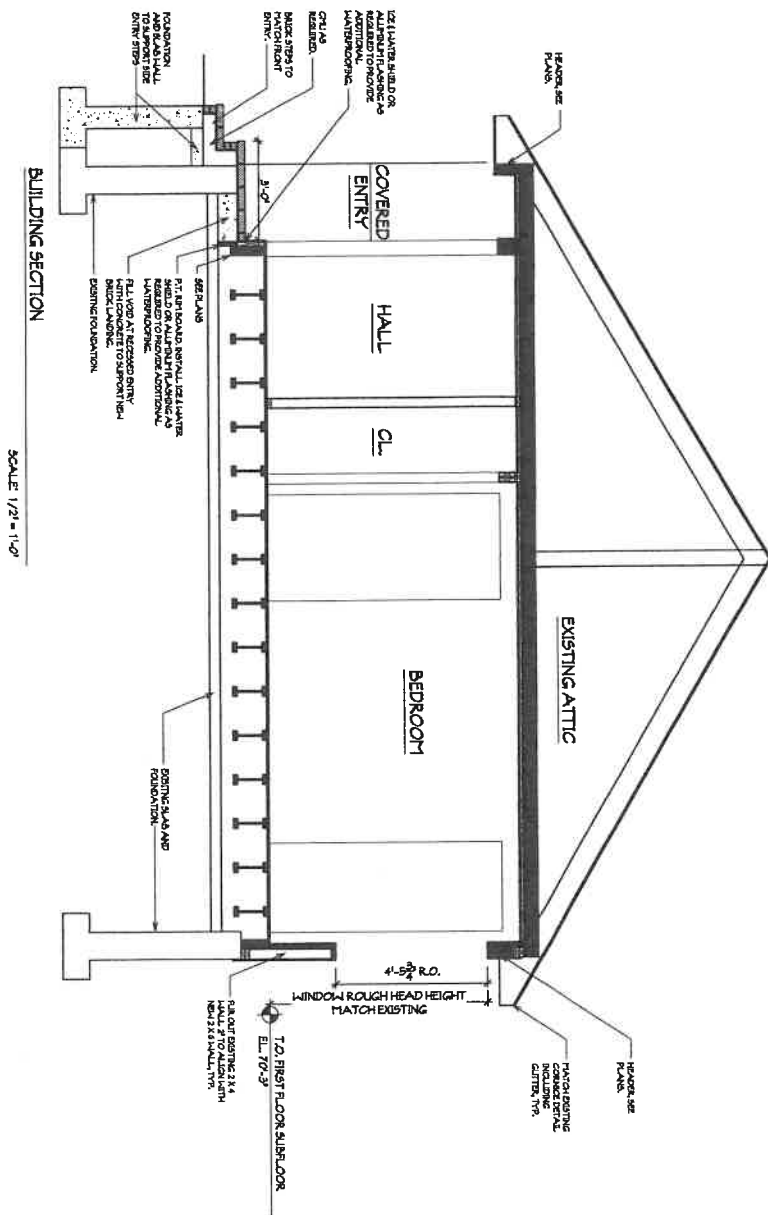 HEADER, SEE
PLANS.
ICE & WATER SHIELD OR
ALUMINUM FLASHING AS
REQUIRED TO PROVIDE
ADDITIONAL
WATERPROOFING.
CMU AS
REQUIRED.
BRICK STEPS TO
MATCH FRONT
ENTRY.
FOUNDATION
AND SLAB WALL
TO SUPPORT SIDE
ENTRY STEPS
COVERED
ENTRY
3'-0"
HALL
CL.
BEDROOM
EXISTING ATTIC
HEADER, SEE
PLANS.
MATCH EXISTING
CORNICE DETAIL
INCLUDING
GUTTER, TYP.
4'-5 3/4" R.O.
WINDOW ROUGH HEAD HEIGHT
MATCH EXISTING
T.O. FIRST FLOOR SUBFLOOR
EL. 70'-3"
FUR OUT EXISTING 2 X 4
WALL 2" TO ALIGN WITH
NEW 2 X 6 WALL, TYP.
SEE PLANS
P.T. RIM BOARD. INSTALL ICE & WATER
SHIELD OR ALUMINUM FLASHING AS
REQUIRED TO PROVIDE ADDITIONAL
WATERPROOFING.
FILL VOID AT RECESSED ENTRY
WITH CONCRETE TO SUPPORT NEW
BRICK LANDING.
EXISTING FOUNDATION.
EXISTING SLAB AND
FOUNDATION.
BUILDING SECTION
SCALE: 1/2" = 1'-0"